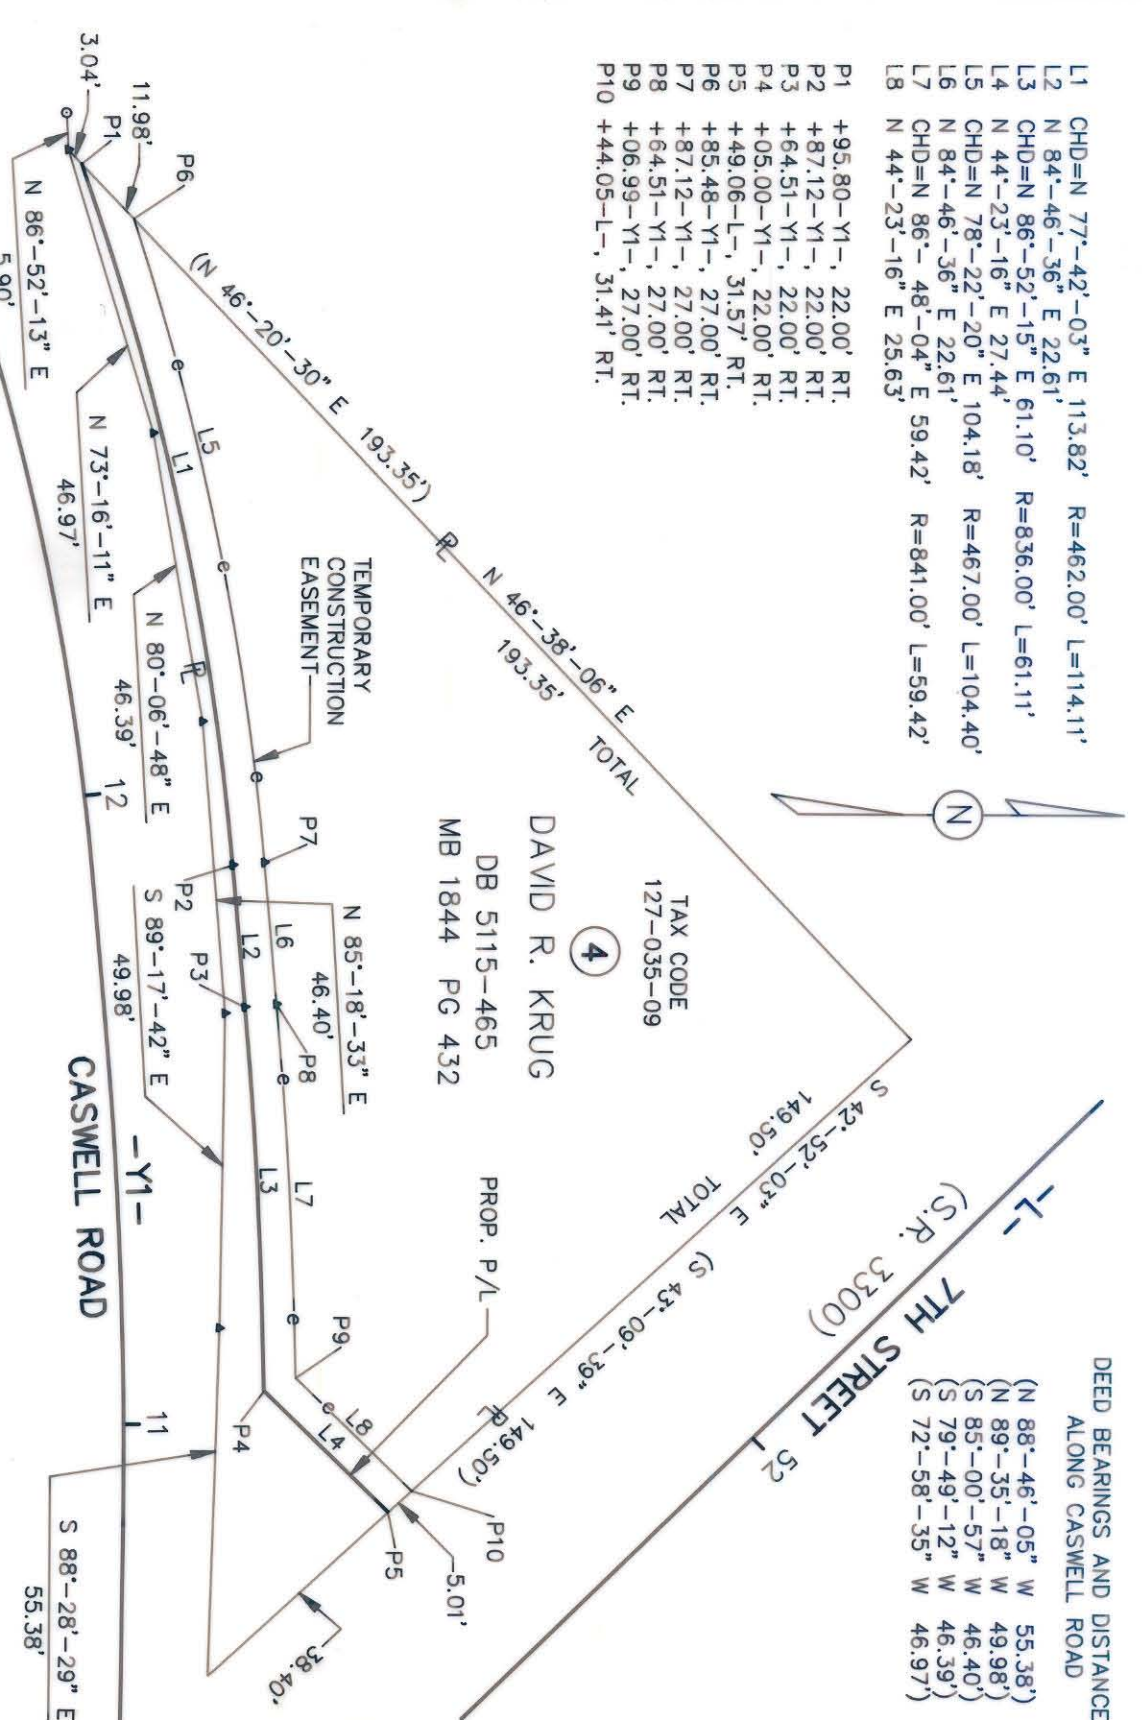 L1 CHD=N 77°-42'-03" E 113.82' R=462.00' L=114.11'
L2 N 84°-46'-36" E 22.61'
L3 CHD=N 86°-52'-15" E 61.10' R=836.00' L=61.11'
L4 N 44°-23'-16" E 27.44'
L5 CHD=N 78°-22'-20" E 104.18' R=467.00' L=104.40'
L6 N 84°-46'-36" E 22.61'
L7 CHD=N 86°-48'-04" E 59.42' R=841.00' L=59.42'
L8 N 44°-23'-16" E 25.63'
P1 +95.80-Y1-, 22.00' RT.
P2 +87.12-Y1-, 22.00' RT.
P3 +64.51-Y1-, 22.00' RT.
P4 +05.00-Y1-, 22.00' RT.
P5 +49.06-L-, 31.57' RT.
P6 +85.48-Y1-, 27.00' RT.
P7 +87.12-Y1-, 27.00' RT.
P8 +64.51-Y1-, 27.00' RT.
P9 +06.99-Y1-, 27.00' RT.
P10 +44.05-L-, 31.41' RT.
N
DEED BEARINGS AND DISTANCE
ALONG CASWELL ROAD
(N 88°-46'-05" W 55.38')
(N 89°-35'-18" W 49.98')
(S 85°-00'-57" W 46.40')
(S 79°-49'-12" W 46.39')
(S 72°-58'-35" W 46.97')
-L-
7TH STREET
(S.R. 3300)
52
TAX CODE
127-035-09
4
DAVID R. KRUG
DB 5115-465
MB 1844 PG 432
(N 46°-20'-30" E 193.35')
PL
N 46°-38'-06" E
193.35'
TOTAL
S 42°-52'-03" E
149.50'
TOTAL
(S 43°-09'-39" E 149.50')
PL
TEMPORARY
CONSTRUCTION
EASEMENT
PROP. P/L
P6
11.98'
P1
3.04'
e
L5
e
e
P7
L6
P8
e
L7
e
P9
e
L8
P10
5.01'
P5
38.40'
L1
PL
L2
P2
P3
L3
P4
L4
N 86°-52'-13" E
5.90'
N 73°-16'-11" E
46.97'
N 80°-06'-48" E
46.39'
N 85°-18'-33" E
46.40'
S 89°-17'-42" E
49.98'
S 88°-28'-29" E
55.38'
12
-Y1-
11
CASWELL ROAD